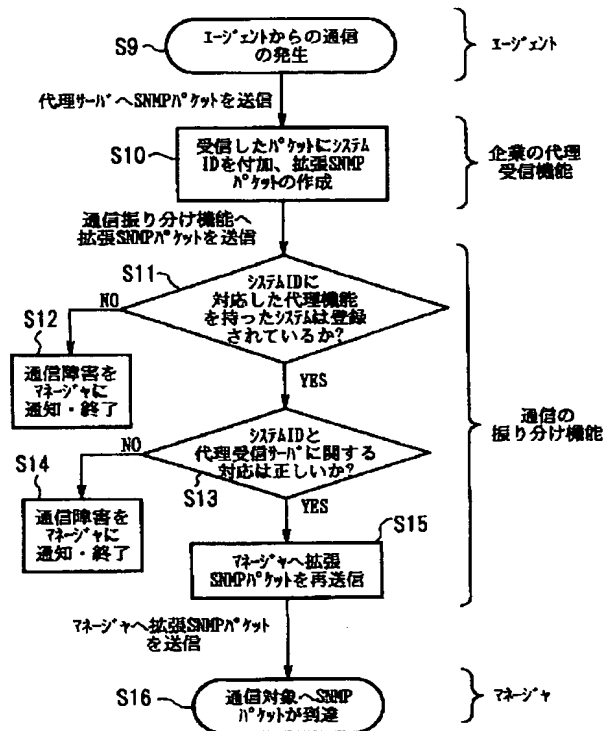 S9
エージェントからの通信
の発生
エージェント
代理サーバへSNMPパケットを送信
S10
受信したパケットにシステム
IDを付加、拡張SNMP
パケットの作成
企業の代理
受信機能
通信振り分け機能へ
拡張SNMPパケットを送信
S11
システムIDに
対応した代理機能
を持ったシステムは登録
されているか?
NO
S12
通信障害を
マネージャに
通知・終了
YES
通信の
振り分け機能
システムIDと
代理受信サーバに関する
対応は正しいか?
NO
S13
S14
通信障害を
マネージャに
通知・終了
YES
S15
マネージャへ拡張
SNMPパケットを再送信
マネージャへ拡張SNMPパケット
を送信
S16
通信対象へSNMP
パケットが到達
マネージャ